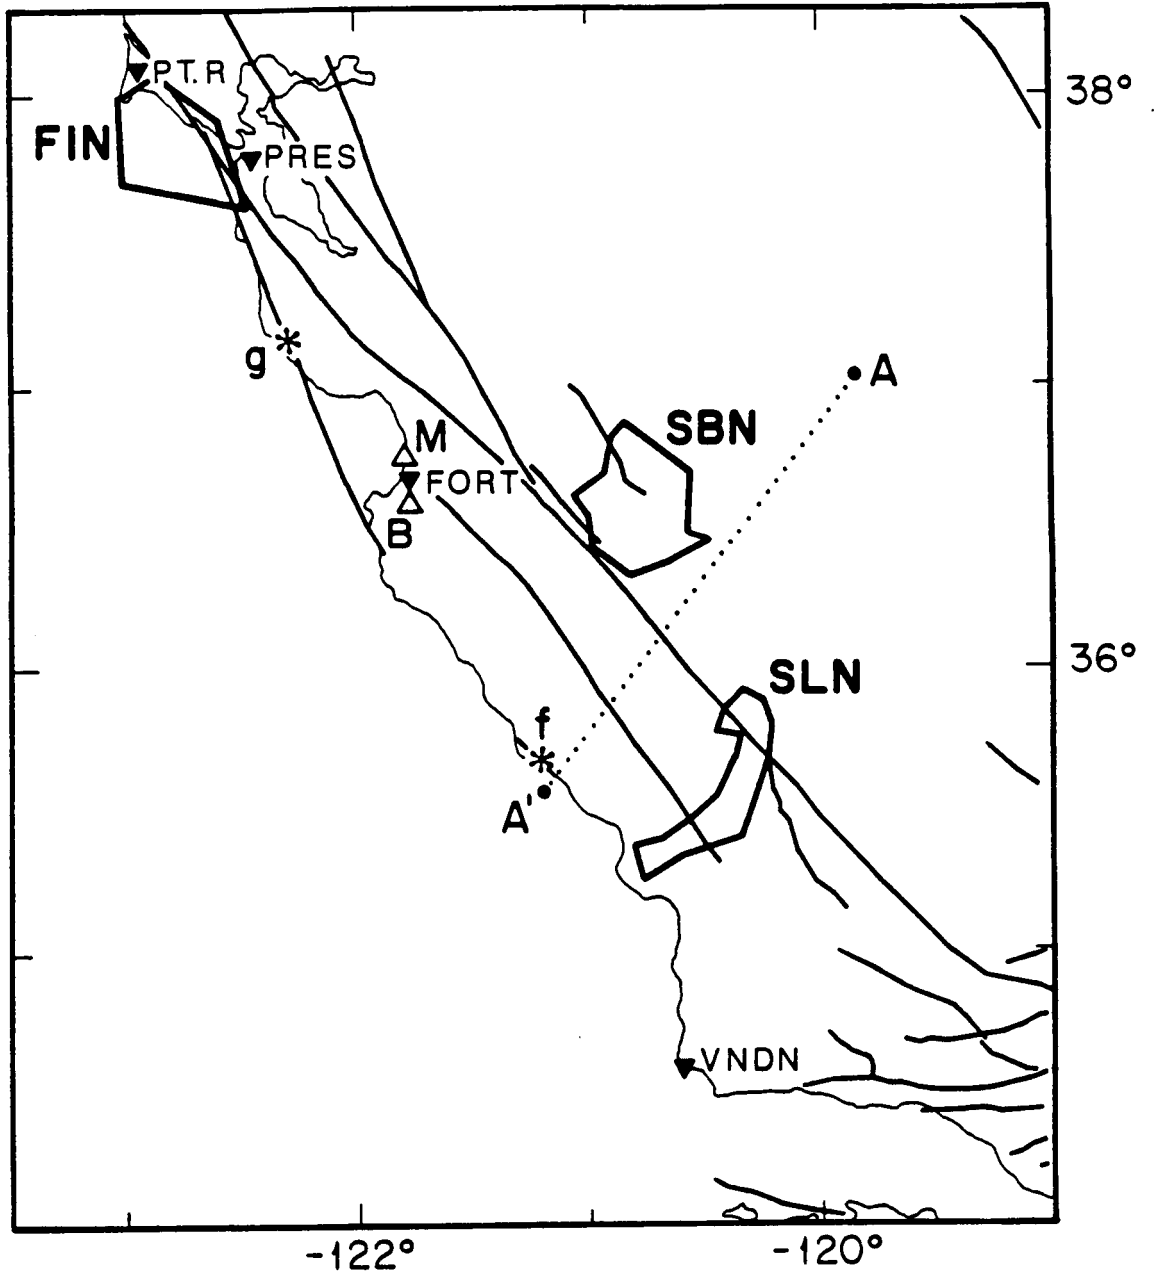 PT.R
38°
FIN
PRES
g
A
SBN
M
FORT
B
36°
SLN
f
A'
VNDN
-122°
-120°